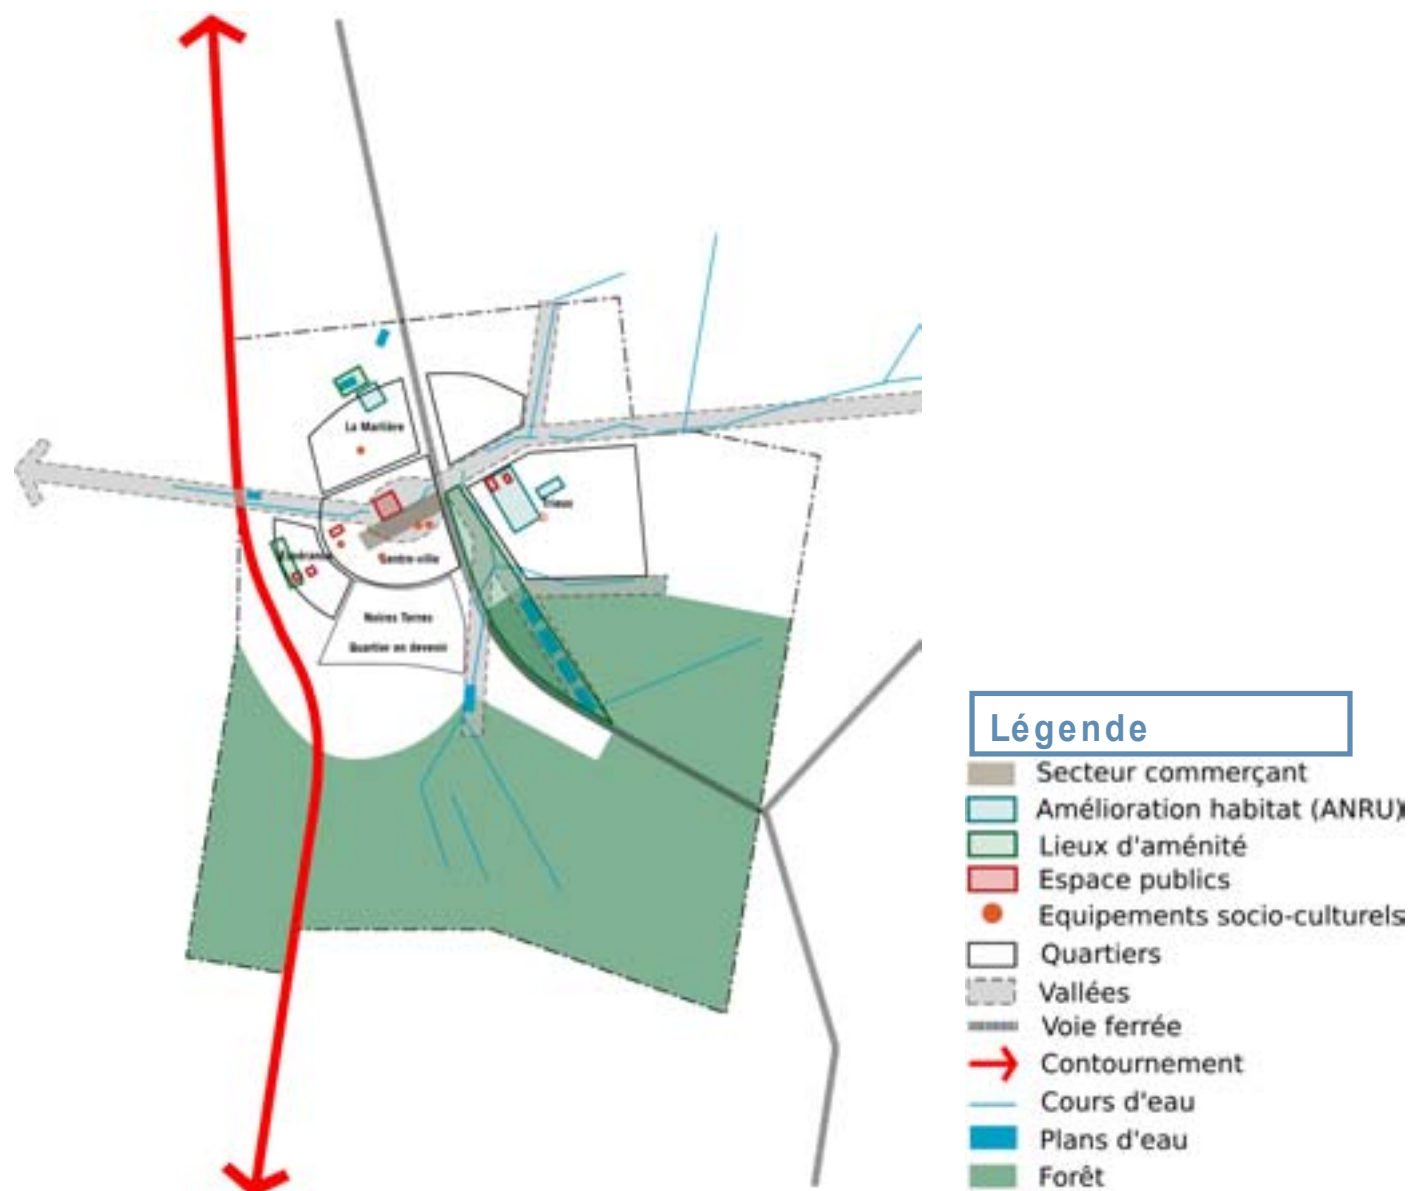 La Marlière
Centre-ville
Noires Terres
Quartier en devenir
Légende
Secteur commerçant
Amélioration habitat (ANRU)
Lieux d'aménité
Espace publics
Equipements socio-culturels
Quartiers
Vallées
Voie ferrée
Contournement
Cours d'eau
Plans d'eau
Forêt